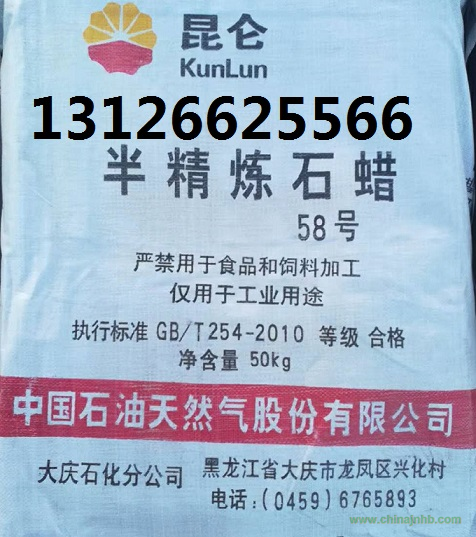 昆仑
KunLun
13126625566
半精炼石蜡
58号
严禁用于食品和饲料加工
仅用于工业用途
执行标准 GB/T254-2010 等级 合格
净含量 50kg
中国石油天然气股份有限公司
大庆石化分公司 黑龙江省大庆市龙凤区兴化村
电话:(0459)6765893
www.chinajnhb.com